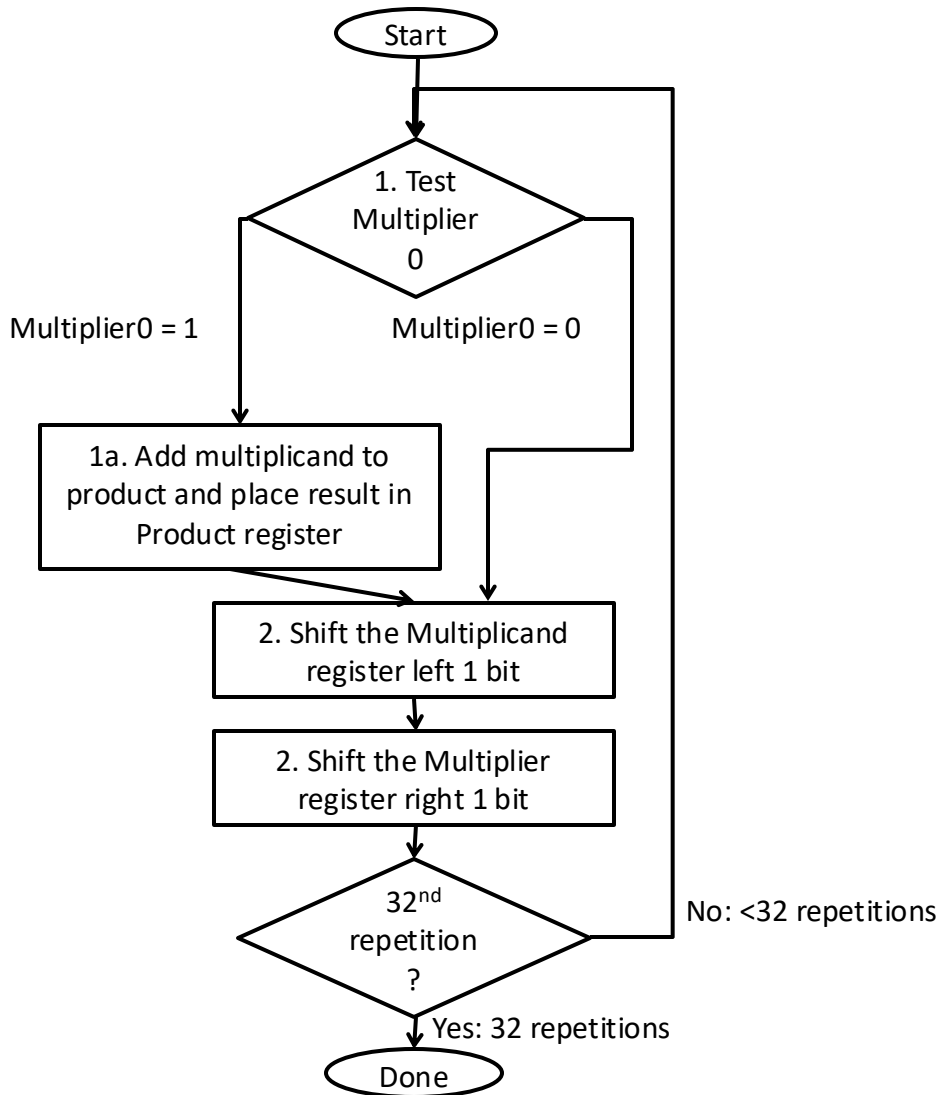 Start
1. Test
Multiplier
0
Multiplier0 = 1
Multiplier0 = 0
1a. Add multiplicand to
product and place result in
Product register
2. Shift the Multiplicand
register left 1 bit
2. Shift the Multiplier
register right 1 bit
32nd
repetition
?
No: <32 repetitions
Yes: 32 repetitions
Done